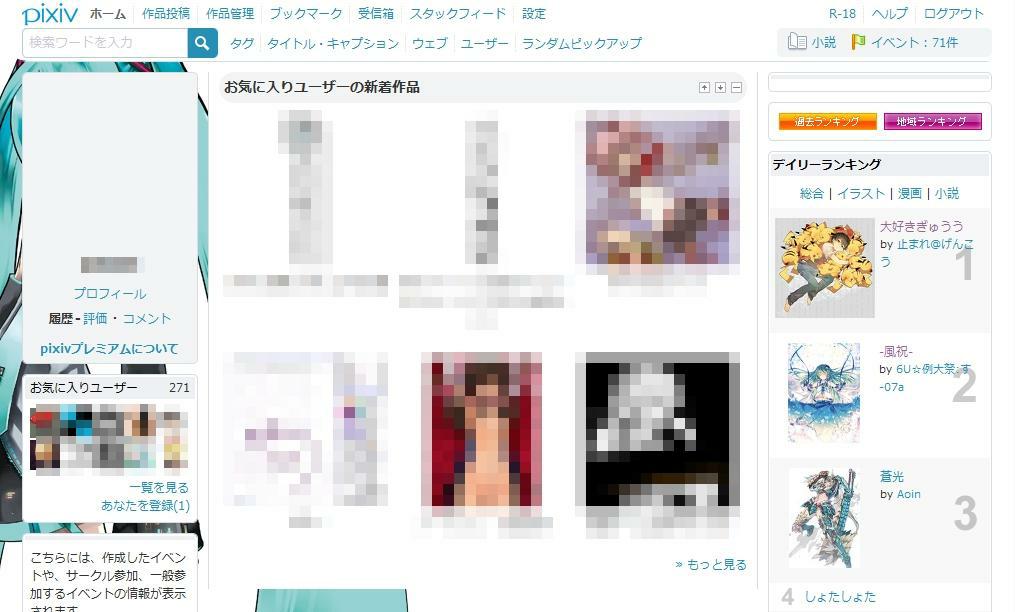 pixiv ホーム 作品投稿 作品管理 ブックマーク 受信箱 スタックフィード 設定 R-18 ヘルプ ログアウト
検索ワードを入力 タグ タイトル・キャプション ウェブ ユーザー ランダムピックアップ 小説 イベント：71件
プロフィール
履歴 - 評価 ・ コメント
pixivプレミアムについて
お気に入りユーザー 271
一覧を見る
あなたを登録(1)
こちらには、作成したイベン
トや、サークル参加、一般参
加するイベントの情報が表示
されます
お気に入りユーザーの新着作品
» もっと見る
過去ランキング 地域ランキング
デイリーランキング
総合 | イラスト | 漫画 | 小説
大好きぎゅうう
by 止まれ@げんこ
う
1
-風祝-
by 6U☆例大祭:す
-07a
2
蒼光
by Aoin
3
4 しょたしょた